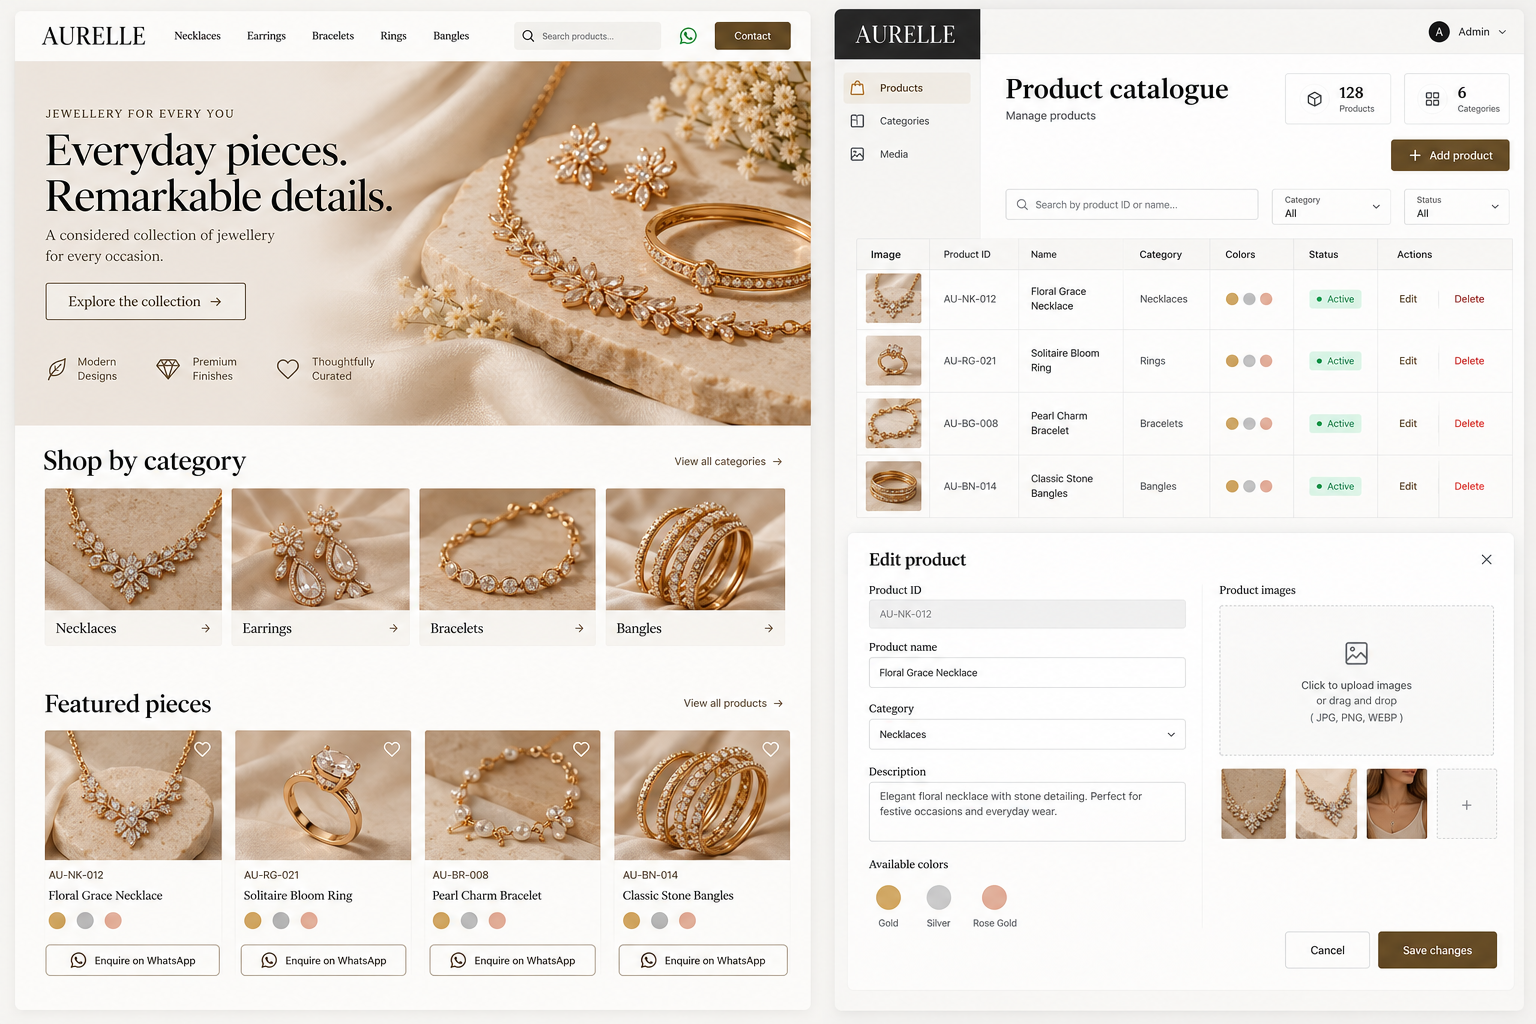 AURELLE
Necklaces
Earrings
Bracelets
Rings
Bangles
Search products...
Contact
JEWELLERY FOR EVERY YOU
Everyday pieces.
Remarkable details.
A considered collection of jewellery
for every occasion.
Explore the collection →
Modern
Designs
Premium
Finishes
Thoughtfully
Curated
Shop by category
View all categories →
Necklaces →
Earrings →
Bracelets →
Bangles →
Featured pieces
View all products →
AU-NK-012
Floral Grace Necklace
Enquire on WhatsApp
AU-RG-021
Solitaire Bloom Ring
Enquire on WhatsApp
AU-BR-008
Pearl Charm Bracelet
Enquire on WhatsApp
AU-BN-014
Classic Stone Bangles
Enquire on WhatsApp
AURELLE
A Admin
Products
Categories
Media
Product catalogue
Manage products
128
Products
6
Categories
+ Add product
Search by product ID or name...
Category
All
Status
All
Image Product ID Name Category Colors Status Actions
AU-NK-012
Floral Grace
Necklace
Necklaces
Active
Edit
Delete
AU-RG-021
Solitaire Bloom
Ring
Rings
Active
Edit
Delete
AU-BG-008
Pearl Charm
Bracelet
Bracelets
Active
Edit
Delete
AU-BN-014
Classic Stone
Bangles
Bangles
Active
Edit
Delete
Edit product
Product ID
AU-NK-012
Product name
Floral Grace Necklace
Category
Necklaces
Description
Elegant floral necklace with stone detailing. Perfect for
festive occasions and everyday wear.
Available colors
Gold
Silver
Rose Gold
Product images
Click to upload images
or drag and drop
( JPG, PNG, WEBP )
+
Cancel
Save changes